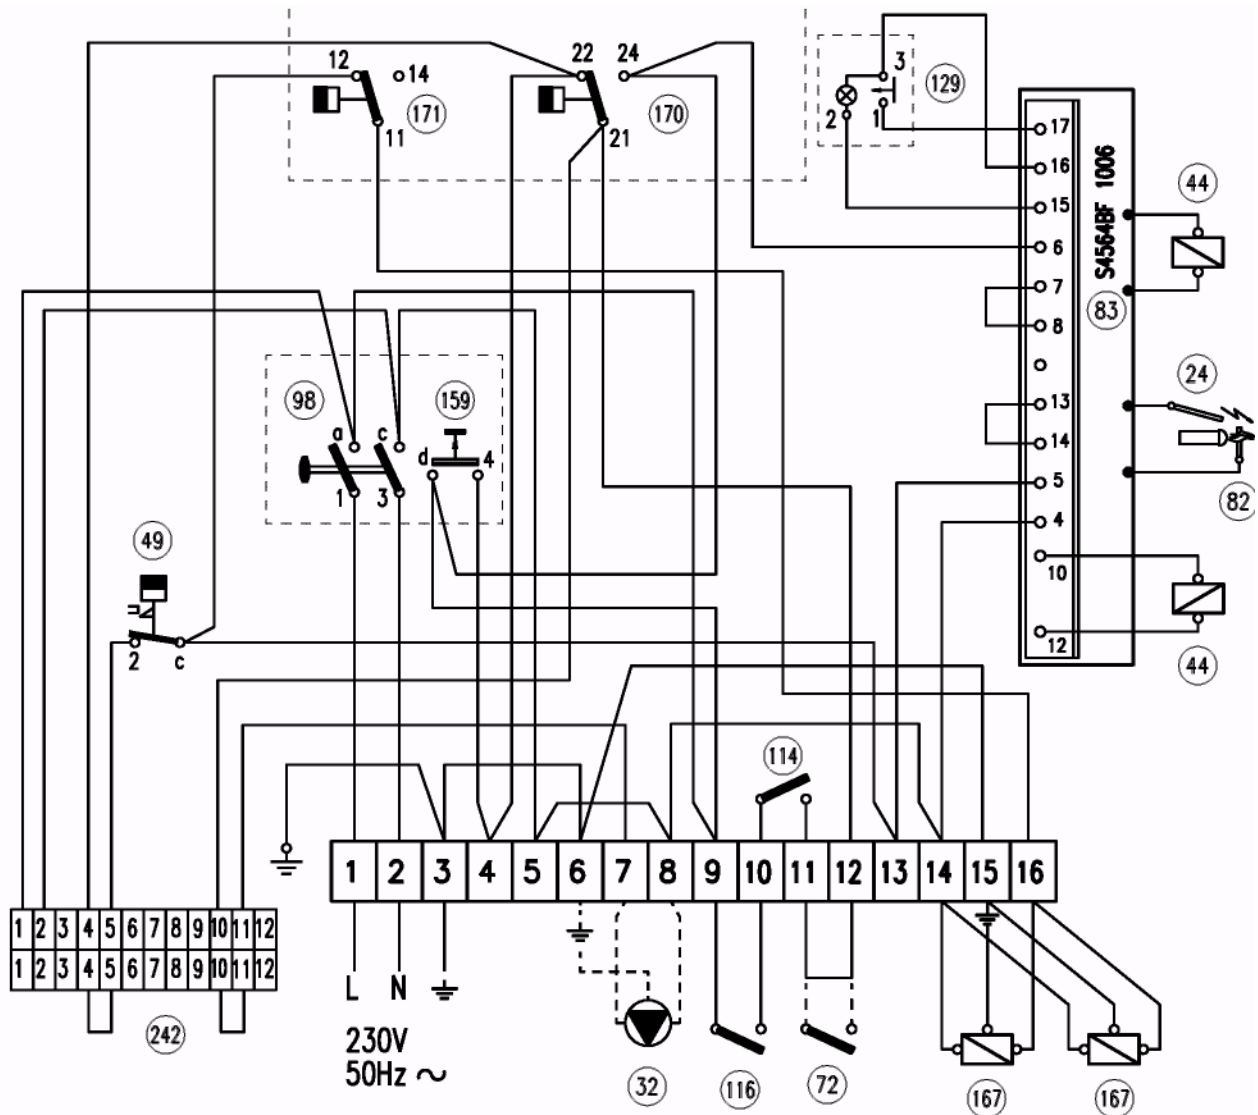 12 14 22 24 3
171 170 129
11 21 2 1
17
16
15
6
7
8
13
14
5
4
10
12
S4564BF 1006
83
44
24
82
44
98 159
a c d 4
1 3
49
2 c
114
1 2 3 4 5 6 7 8 9 10 11 12 13 14 15 16
1 2 3 4 5 6 7 8 9 10 11 12
1 2 3 4 5 6 7 8 9 10 11 12
242
L N
230V
50Hz ~
32 116 72 167 167